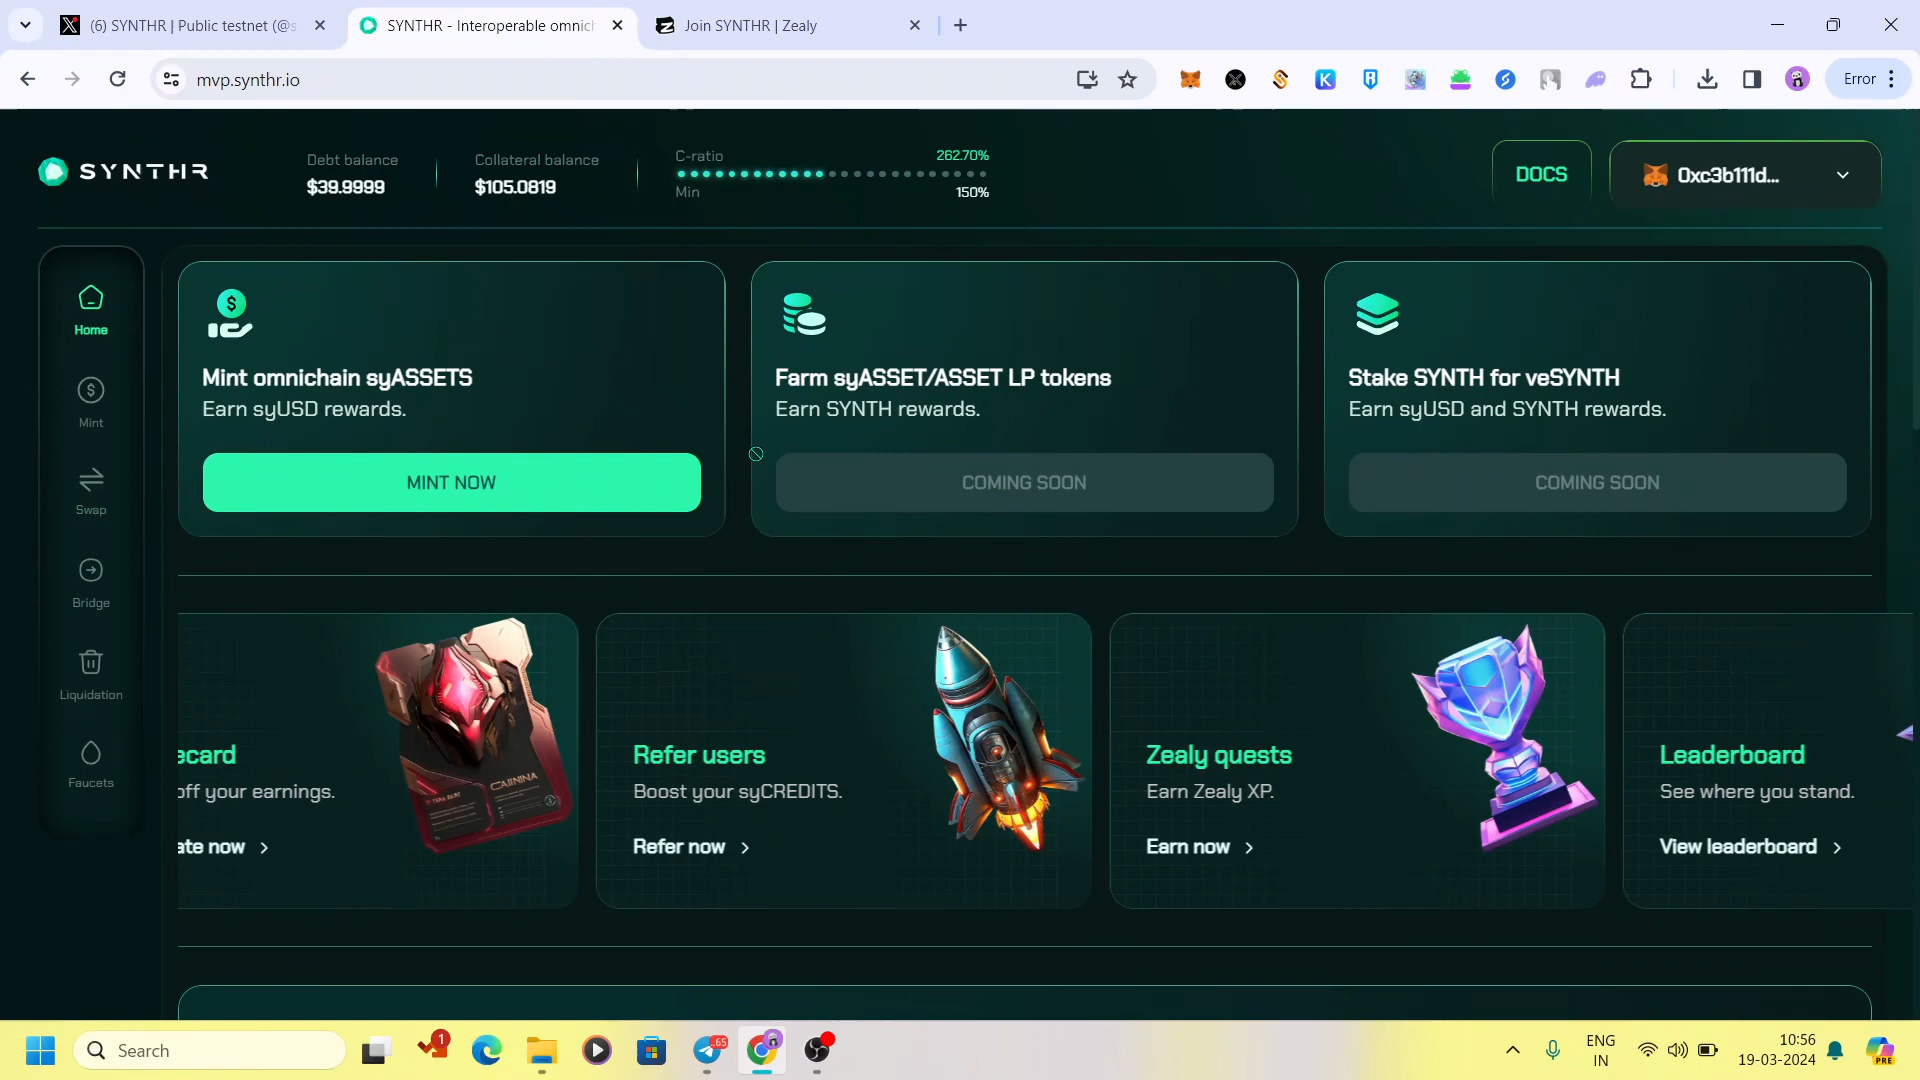 (6) SYNTHR | Public testnet (@s
SYNTHR - Interoperable omnich
Join SYNTHR | Zealy
mvp.synthr.io
Error
SYNTHR
Debt balance
$39.9999
Collateral balance
$105.0819
C-ratio
262.70%
Min
150%
DOCS
0xc3b111d...
Home
Mint
Swap
Bridge
Liquidation
Faucets
Mint omnichain syASSETS
Earn syUSD rewards.
MINT NOW
Farm syASSET/ASSET LP tokens
Earn SYNTH rewards.
COMING SOON
Stake SYNTH for veSYNTH
Earn syUSD and SYNTH rewards.
COMING SOON
ecard
off your earnings.
ate now
Refer users
Boost your syCREDITS.
Refer now
Zealy quests
Earn Zealy XP.
Earn now
Leaderboard
See where you stand.
View leaderboard
Search
1
65
ENG
IN
10:56
19-03-2024
PRE